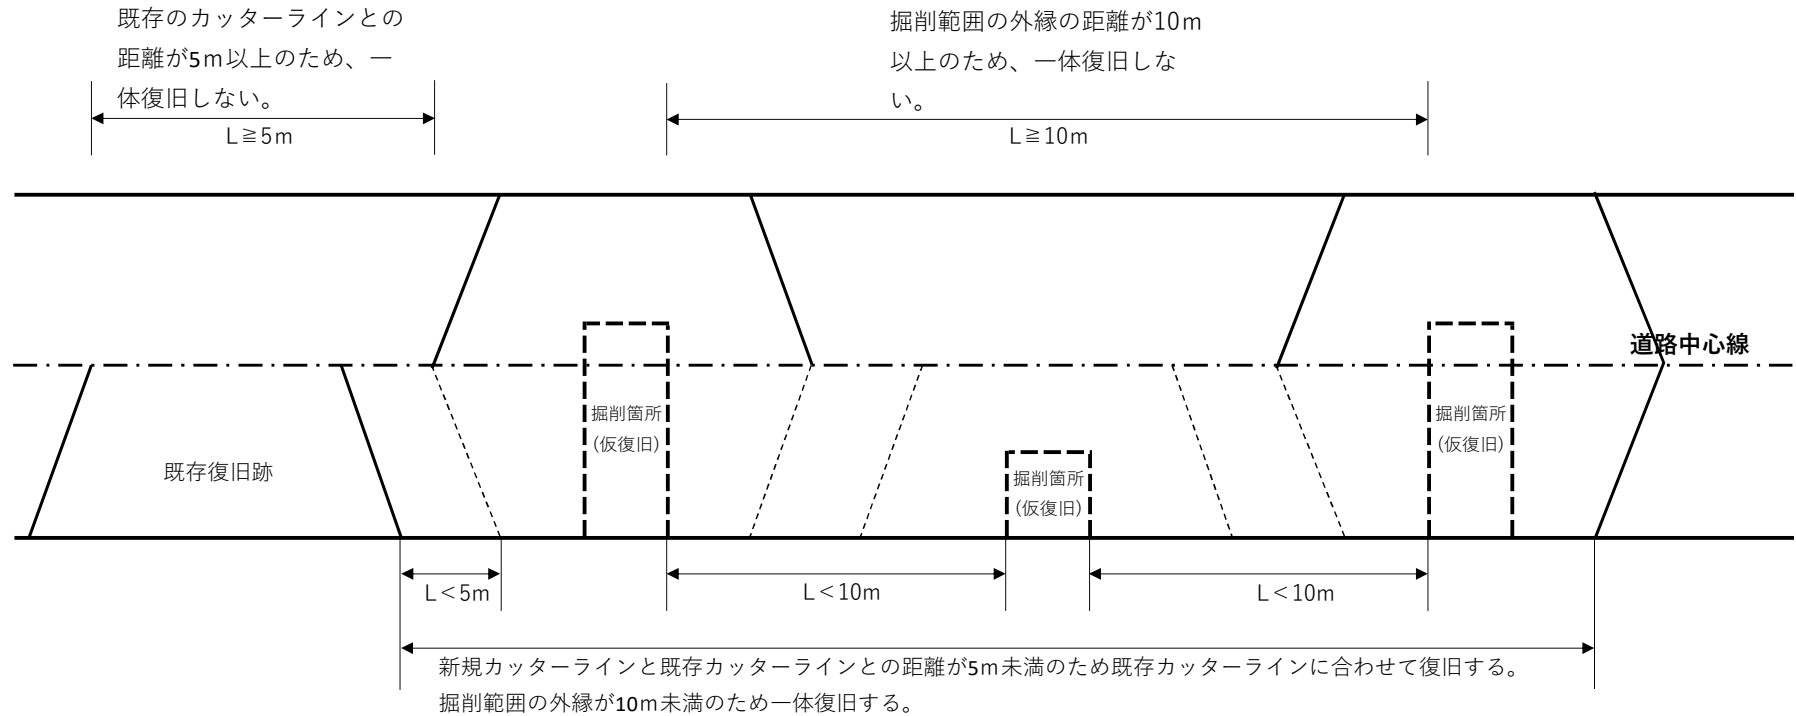 既存のカッターラインとの
距離が5ｍ以上のため、一
体復旧しない。
L≧5m
掘削範囲の外縁の距離が10ｍ
以上のため、一体復旧しな
い。
L≧10m
道路中心線
掘削箇所
(仮復旧)
掘削箇所
(仮復旧)
既存復旧跡
掘削箇所
(仮復旧)
L＜5m
L＜10m
L＜10m
新規カッターラインと既存カッターラインとの距離が5ｍ未満のため既存カッターラインに合わせて復旧する。
掘削範囲の外縁が10ｍ未満のため一体復旧する。